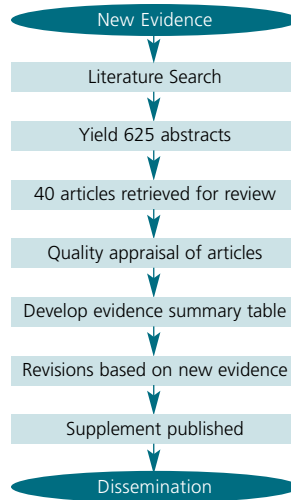 New Evidence
Literature Search
Yield 625 abstracts
40 articles retrieved for review
Quality appraisal of articles
Develop evidence summary table
Revisions based on new evidence
Supplement published
Dissemination